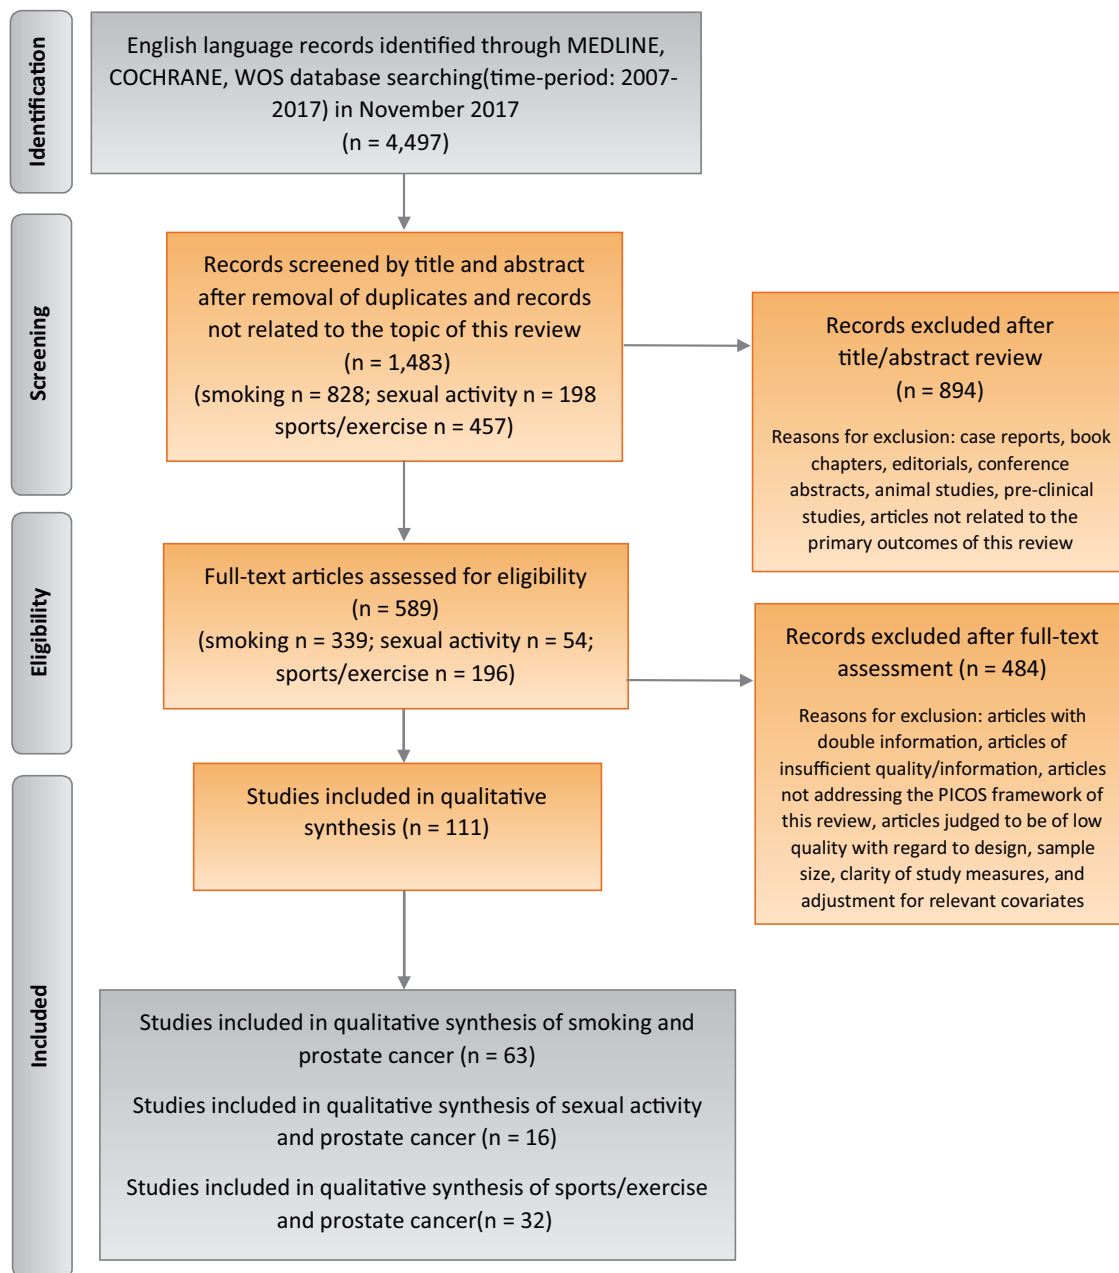 Identification
English language records identified through MEDLINE,
COCHRANE, WOS database searching(time-period: 2007-
2017) in November 2017
(n = 4,497)
Screening
Records screened by title and abstract
after removal of duplicates and records
not related to the topic of this review
(n = 1,483)
(smoking n = 828; sexual activity n = 198
sports/exercise n = 457)
Records excluded after
title/abstract review
(n = 894)
Reasons for exclusion: case reports, book
chapters, editorials, conference
abstracts, animal studies, pre-clinical
studies, articles not related to the
primary outcomes of this review
Eligibility
Full-text articles assessed for eligibility
(n = 589)
(smoking n = 339; sexual activity n = 54;
sports/exercise n = 196)
Records excluded after full-text
assessment (n = 484)
Reasons for exclusion: articles with
double information, articles of
insufficient quality/information, articles
not addressing the PICOS framework of
this review, articles judged to be of low
quality with regard to design, sample
size, clarity of study measures, and
adjustment for relevant covariates
Included
Studies included in qualitative
synthesis (n = 111)
Studies included in qualitative synthesis of smoking and
prostate cancer (n = 63)
Studies included in qualitative synthesis of sexual activity
and prostate cancer (n = 16)
Studies included in qualitative synthesis of sports/exercise
and prostate cancer(n = 32)